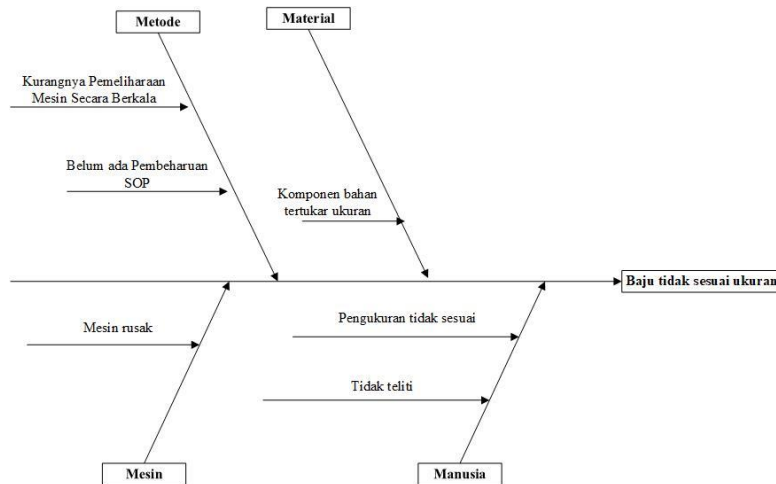 Metode
Material
Kurangnya Pemeliharaan
Mesin Secara Berkala
Belum ada Pembeharuan
SOP
Komponen bahan
tertukar ukuran
Baju tidak sesuai ukuran
Mesin rusak
Pengukuran tidak sesuai
Tidak teliti
Mesin
Manusia